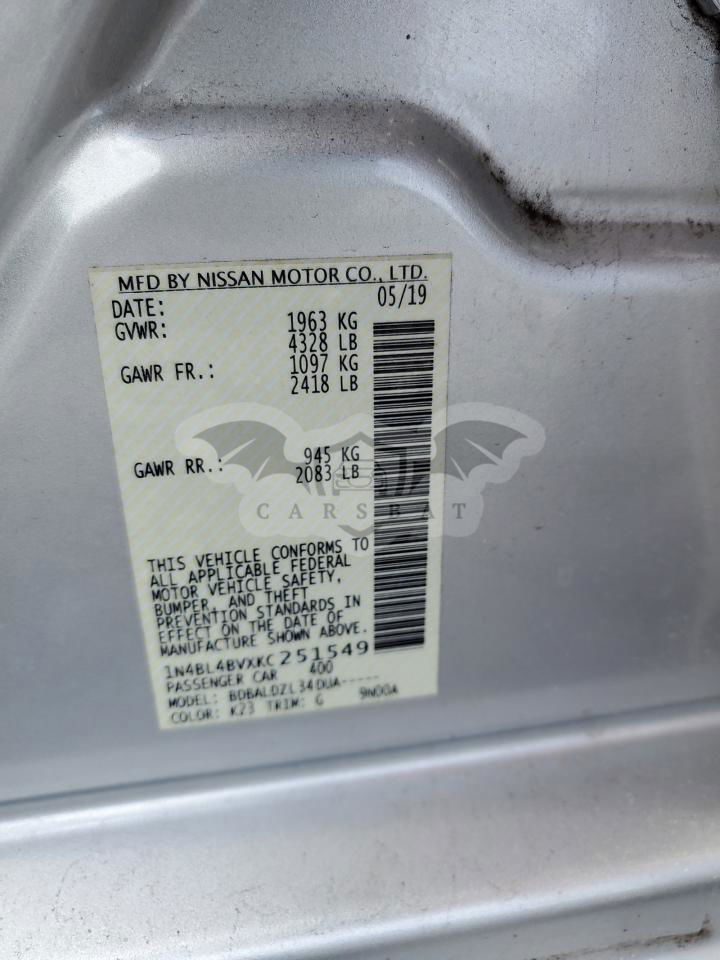 MFD BY NISSAN MOTOR CO., LTD.
DATE: 05/19
GVWR: 1963 KG
4328 LB
GAWR FR.: 1097 KG
2418 LB
GAWR RR.: 945 KG
2083 LB
CARSBAT
THIS VEHICLE CONFORMS TO
ALL APPLICABLE FEDERAL
MOTOR VEHICLE SAFETY,
BUMPER, AND THEFT
PREVENTION STANDARDS IN
EFFECT ON THE DATE OF
MANUFACTURE SHOWN ABOVE.
1N4BL4BVXKC251549
PASSENGER CAR 400
MODEL: BDBALDZL34DUA-----
COLOR: K23 TRIM: G 9N00A